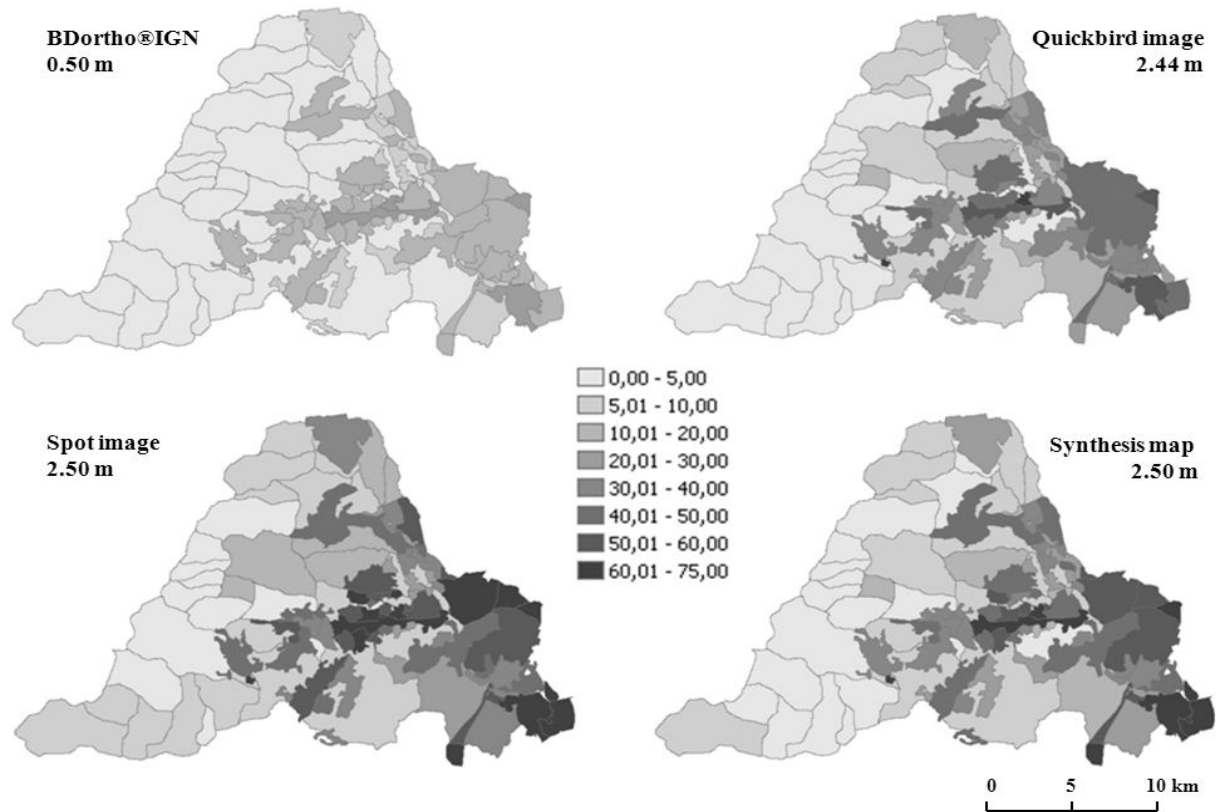 BDortho®IGN
0.50 m
Quickbird image
2.44 m
0,00 - 5,00
5,01 - 10,00
10,01 - 20,00
20,01 - 30,00
30,01 - 40,00
40,01 - 50,00
50,01 - 60,00
60,01 - 75,00
Spot image
2.50 m
Synthesis map
2.50 m
0 5 10 km